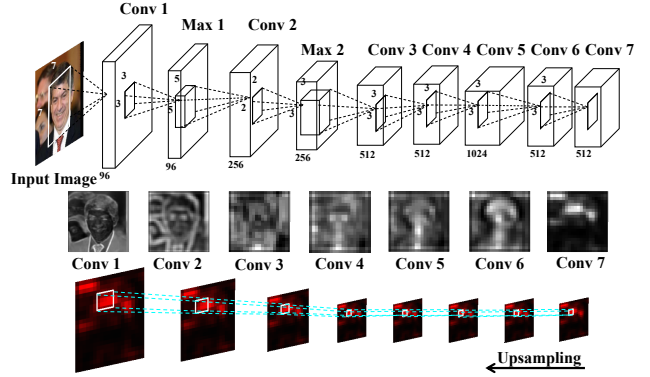 Conv 1
Max 1
Conv 2
Max 2
Conv 3
Conv 4
Conv 5
Conv 6
Conv 7
7
3
3
5
5
2
2
3
3
3
3
3
3
3
3
3
3
Input Image
96
96
256
256
512
512
1024
512
512
Conv 1
Conv 2
Conv 3
Conv 4
Conv 5
Conv 6
Conv 7
Upsampling